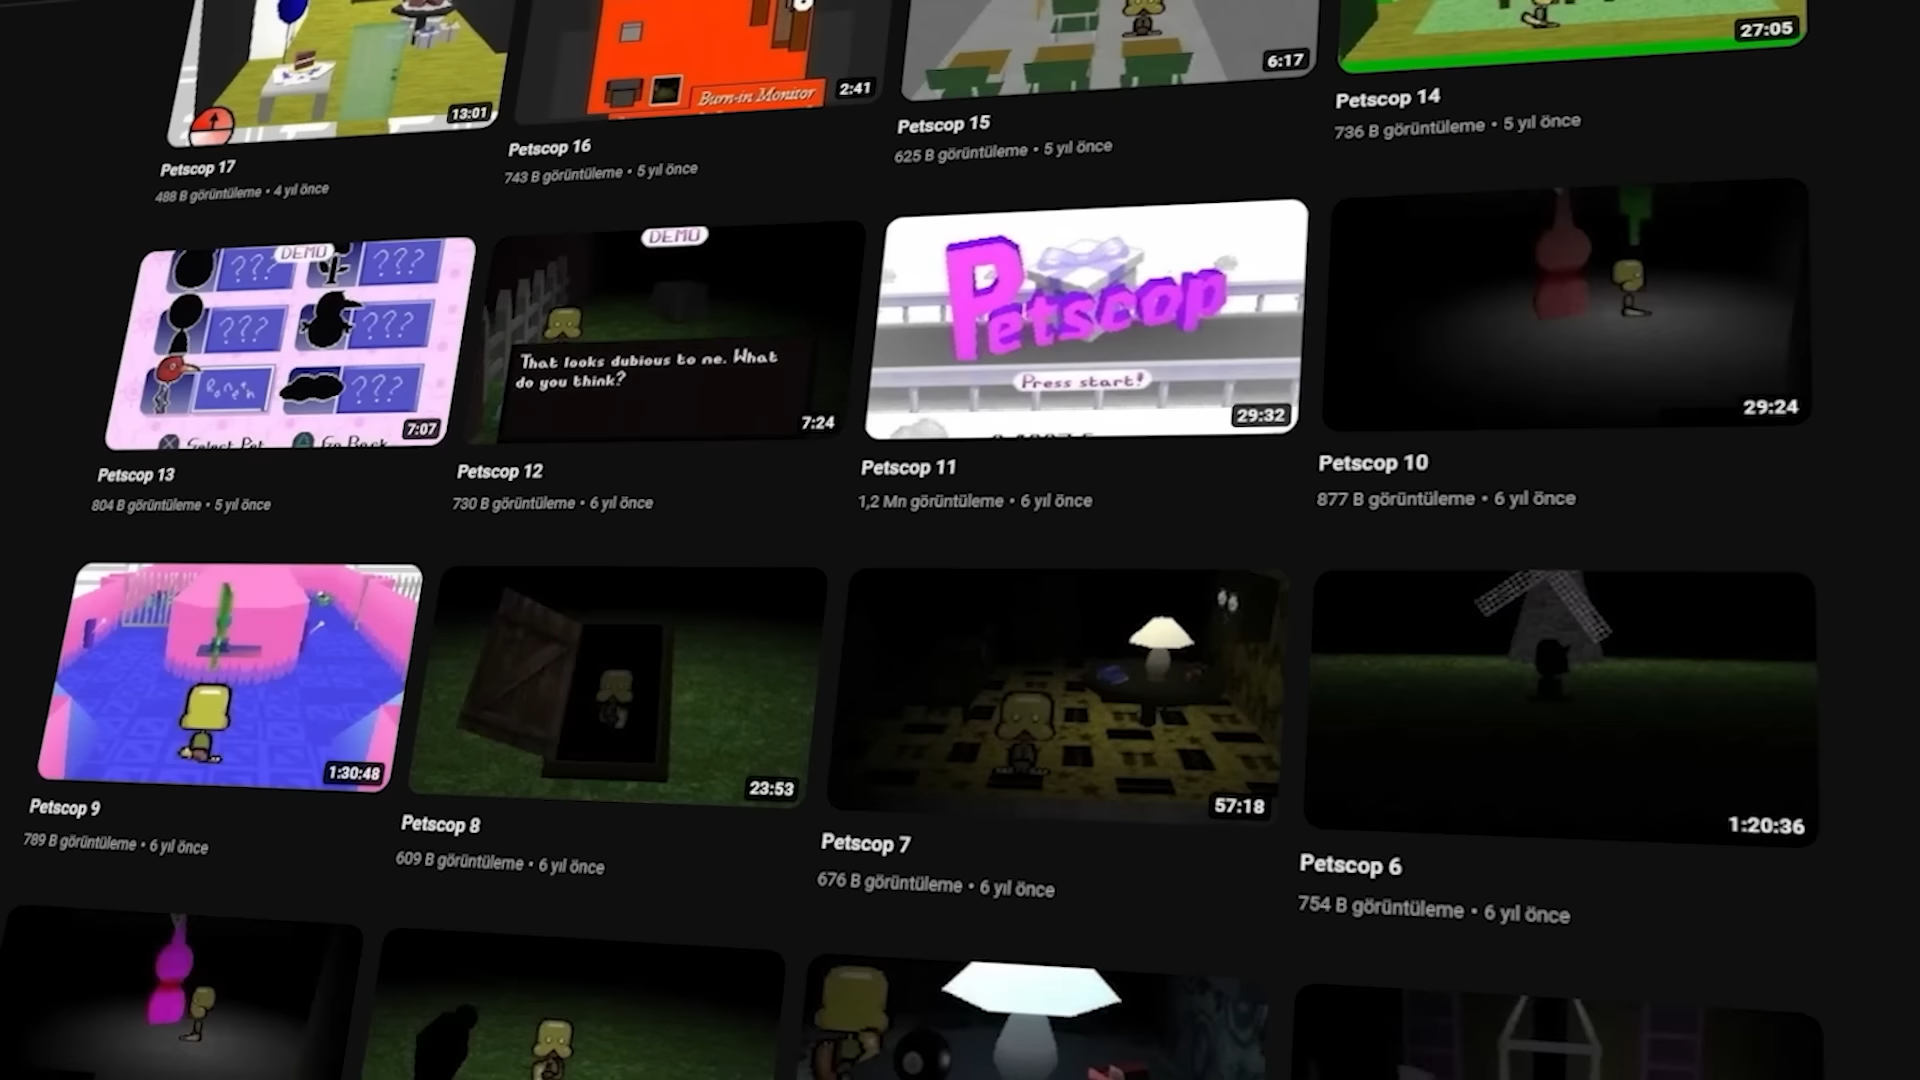 13:01
Burn-in Monitor
2:41
6:17
27:05
Petscop 17
488 B görüntüleme • 4 yıl önce
Petscop 16
743 B görüntüleme • 5 yıl önce
Petscop 15
625 B görüntüleme • 5 yıl önce
Petscop 14
736 B görüntüleme • 5 yıl önce
DEMO
??? ???
??? ???
???
Select Pet Go Back
7:07
DEMO
That looks dubious to me. What
do you think?
7:24
Petscop
Press start!
29:32
29:24
Petscop 13
804 B görüntüleme • 5 yıl önce
Petscop 12
730 B görüntüleme • 6 yıl önce
Petscop 11
1,2 Mn görüntüleme • 6 yıl önce
Petscop 10
877 B görüntüleme • 6 yıl önce
1:30:48
23:53
57:18
1:20:36
Petscop 9
789 B görüntüleme • 6 yıl önce
Petscop 8
609 B görüntüleme • 6 yıl önce
Petscop 7
676 B görüntüleme • 6 yıl önce
Petscop 6
754 B görüntüleme • 6 yıl önce